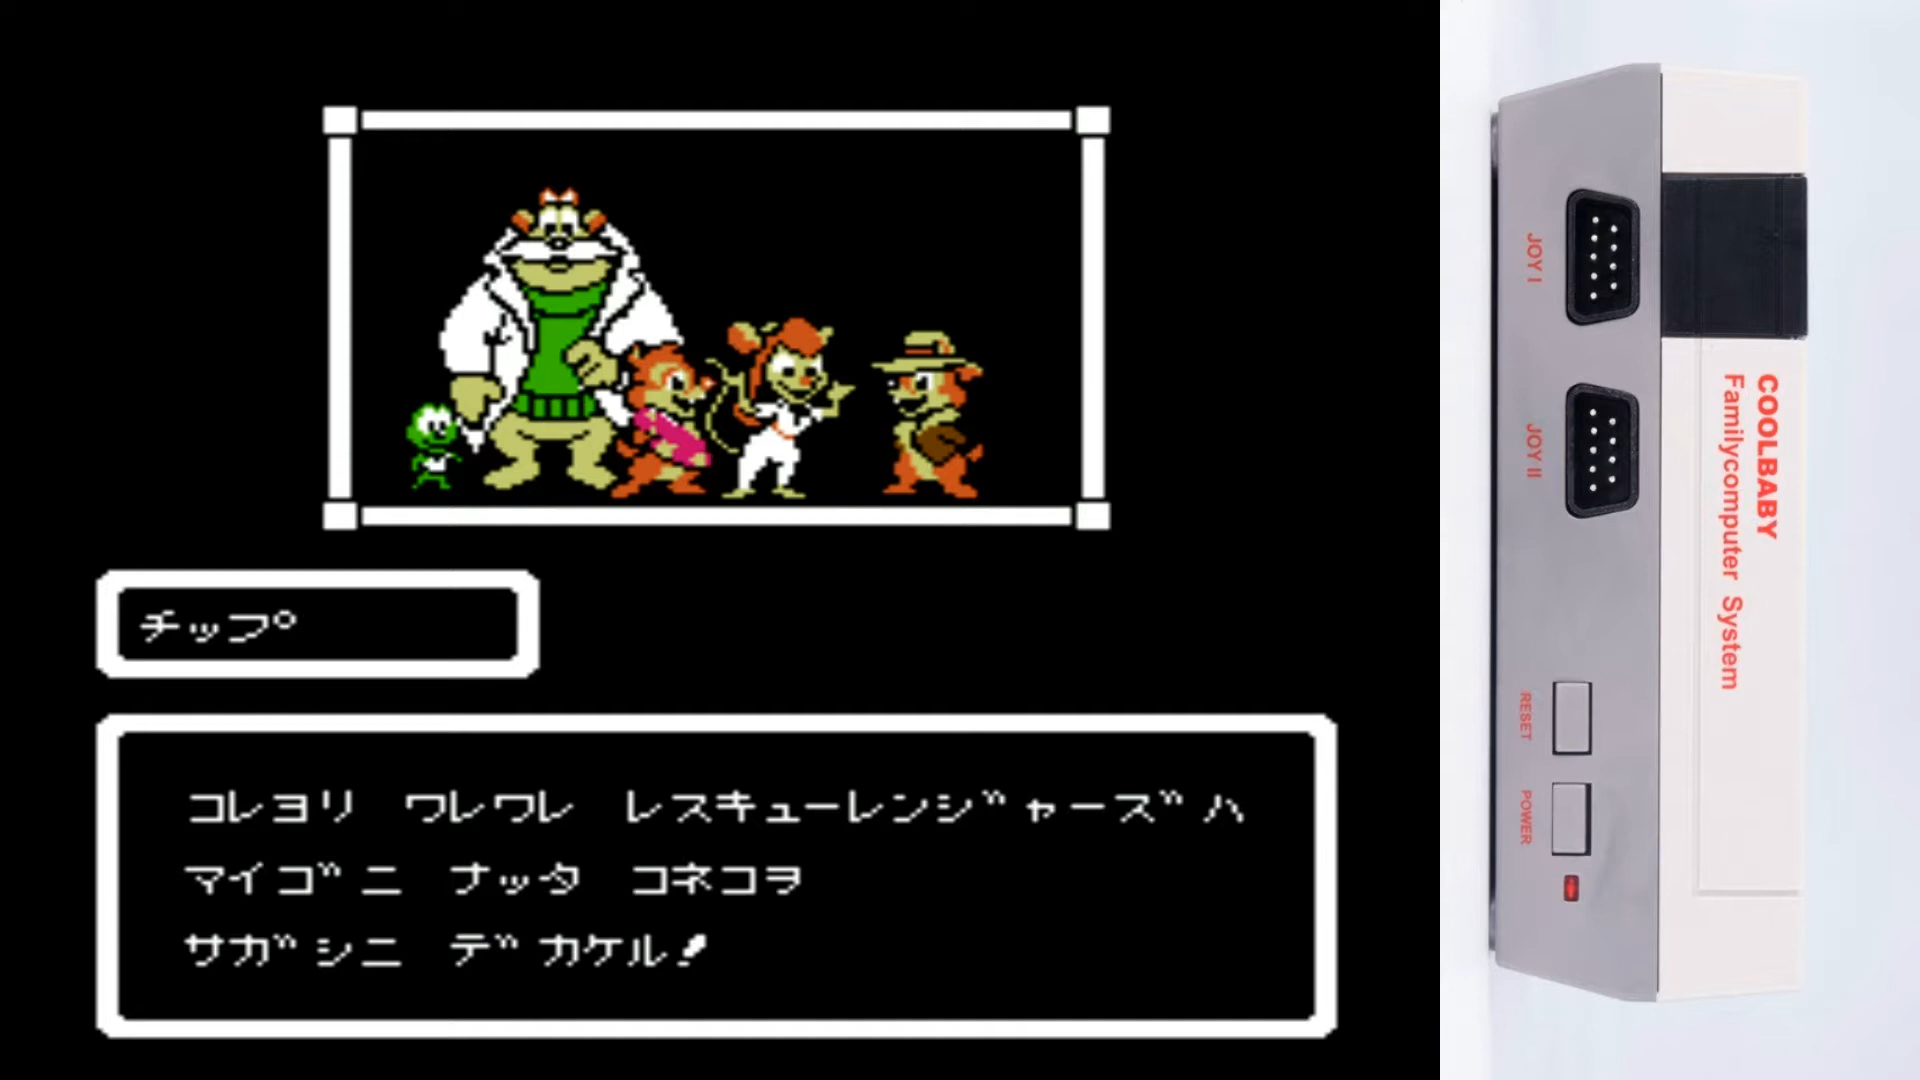 チップ
コレヨリ ワレワレ レスキューレンジャーズハ
マイゴニ ナッタ コネコヲ
サガシニ デカケル!
JOY I
JOY II
COOLBABY
Familycomputer System
RESET
POWER